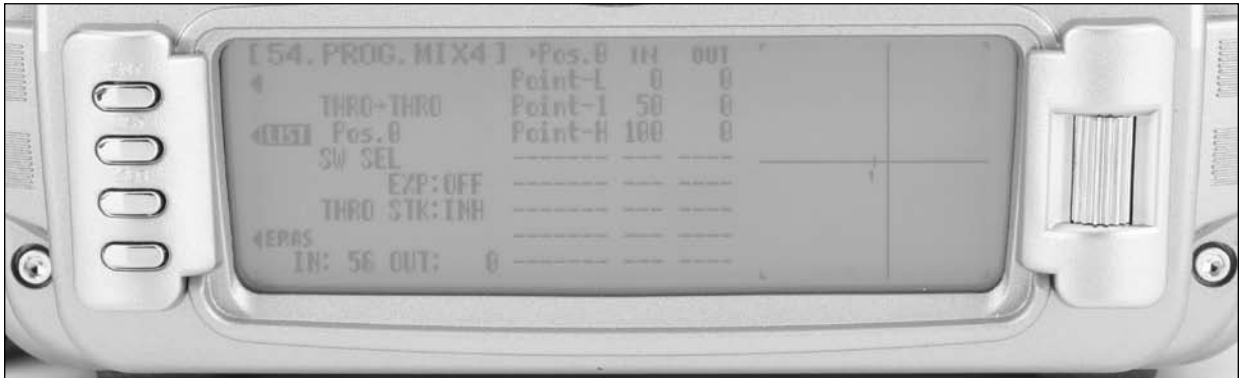 [54.PROG.MIX4] Pos.0 IN OUT
Point-L 0 0
THRO→THRO Point-1 50 0
LIST Pos.0 Point-H 100 0
SW SEL ------- --- ----
EXP:OFF ------- --- ----
THRO STK:INH ------- --- ----
ERAS ------- --- ----
IN: 56 OUT: 0 ------- --- ----